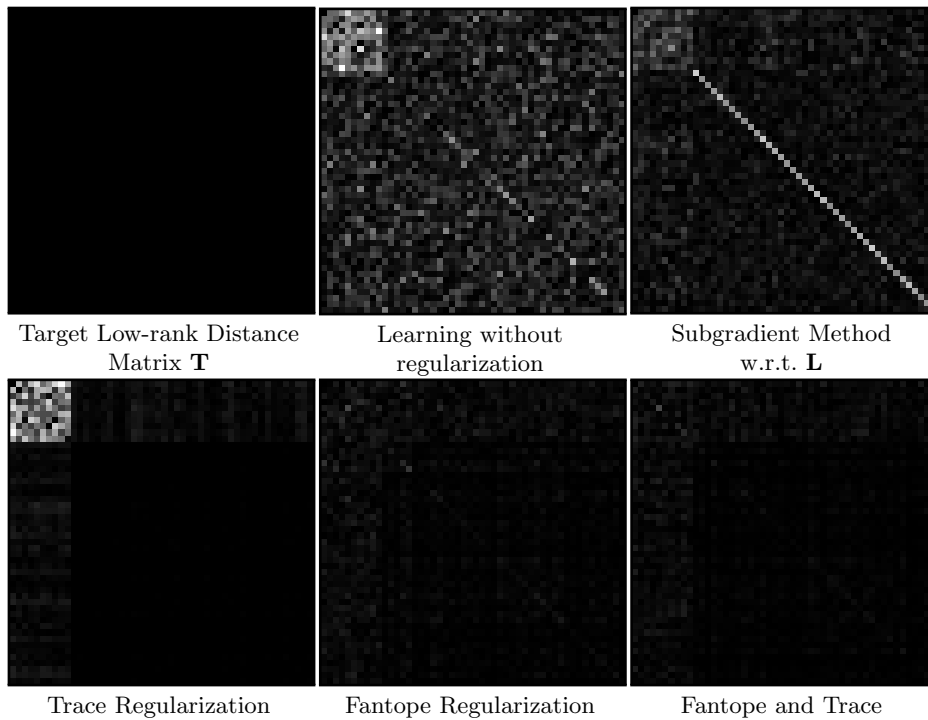 Target Low-rank Distance
Matrix T
Learning without
regularization
Subgradient Method
w.r.t. L
Trace Regularization
Fantope Regularization
Fantope and Trace